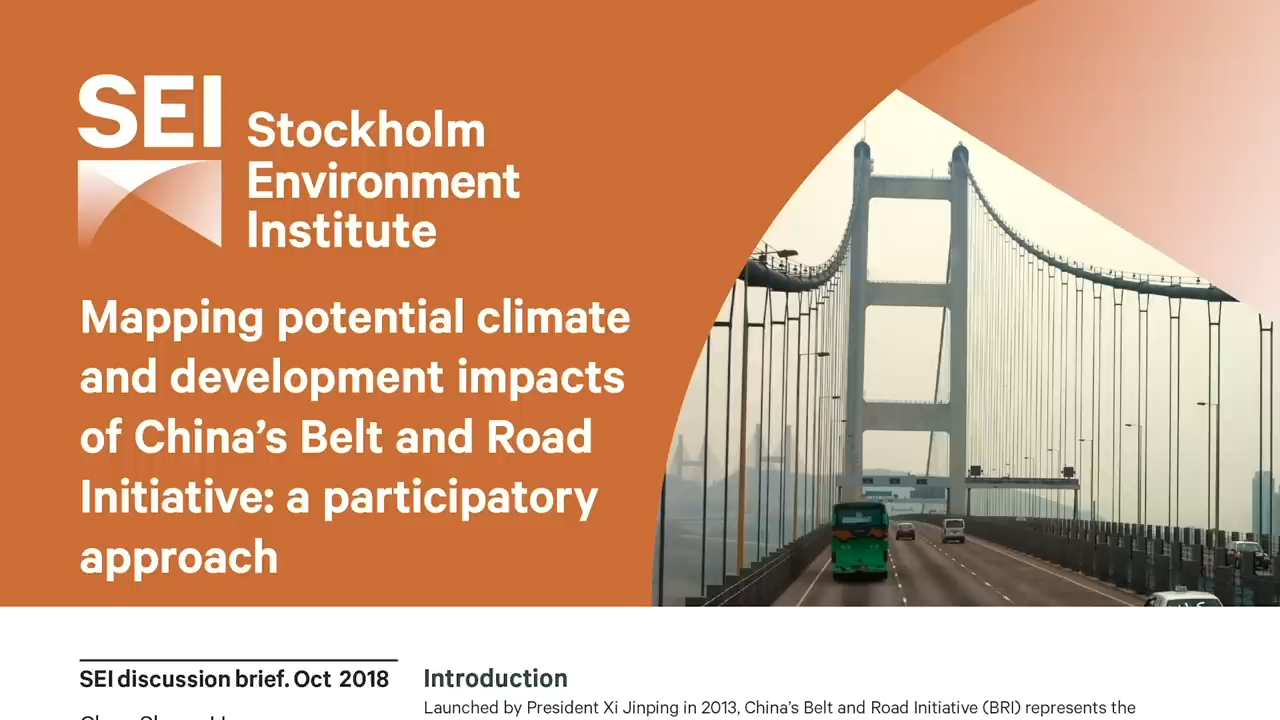 SEI
Stockholm
Environment
Institute
Mapping potential climate
and development impacts
of China’s Belt and Road
Initiative: a participatory
approach
SEI discussion brief. Oct 2018
Introduction
Launched by President Xi Jinping in 2013, China’s Belt and Road Initiative (BRI) represents the